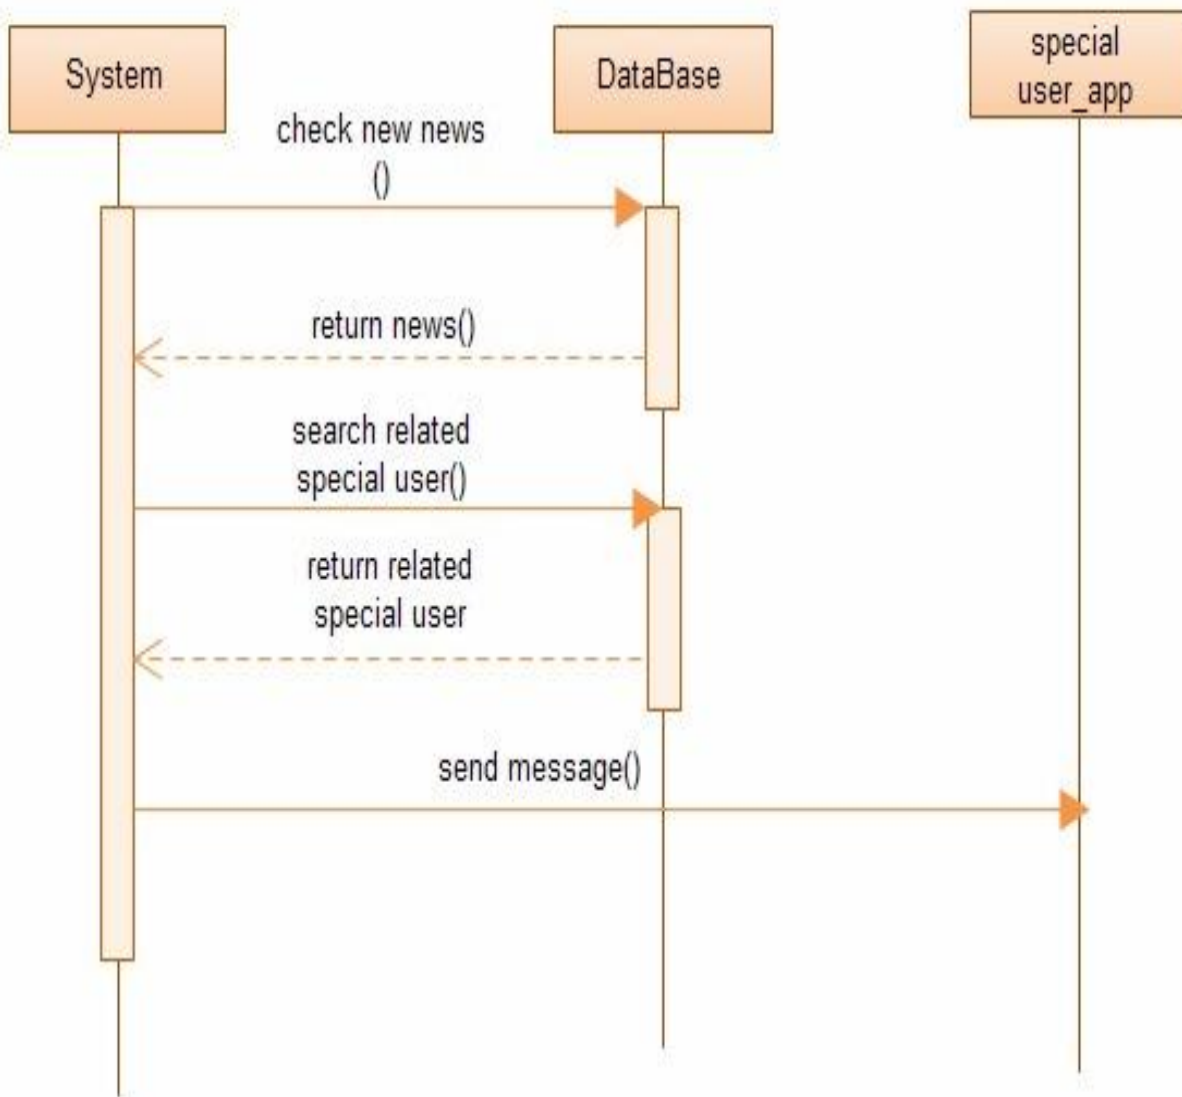 System
DataBase
special
user_app
check new news
()
return news()
search related
special user()
return related
special user
send message()